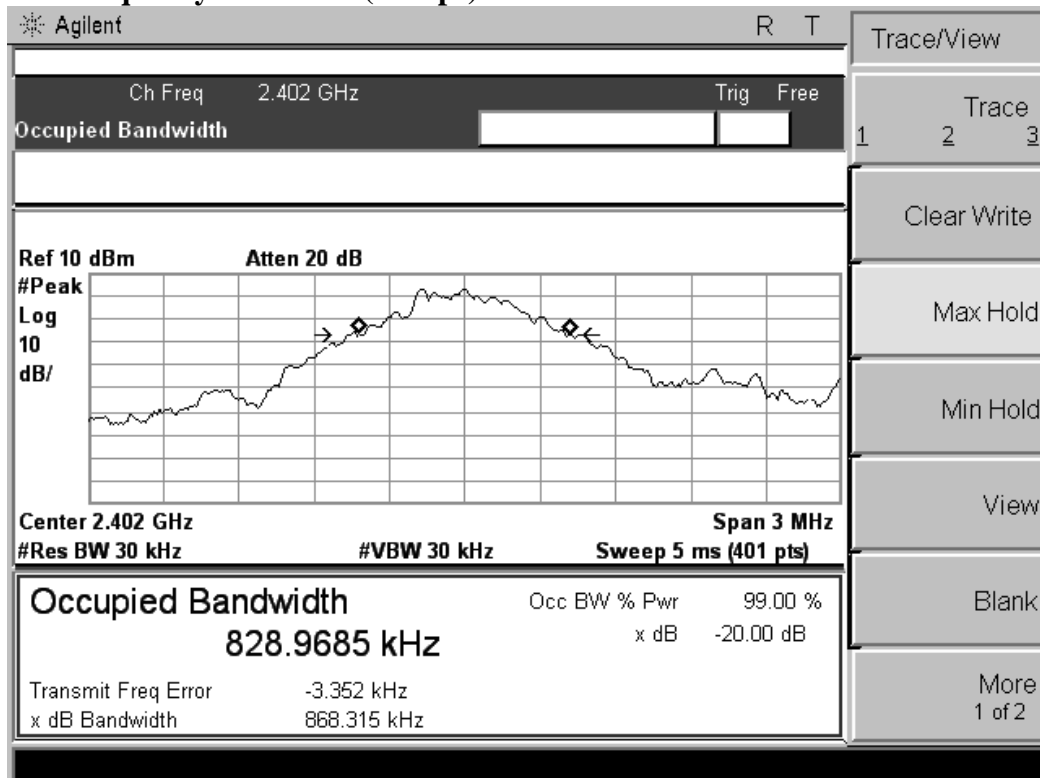 Agilent
R T
Trace/View
Ch Freq 2.402 GHz
Trig Free
Occupied Bandwidth
Trace
1 2 3
Clear Write
Ref 10 dBm
Atten 20 dB
#Peak
Log
10
dB/
Max Hold
Min Hold
View
Center 2.402 GHz
Span 3 MHz
#Res BW 30 kHz
#VBW 30 kHz
Sweep 5 ms (401 pts)
Occupied Bandwidth
828.9685 kHz
Occ BW % Pwr 99.00 %
x dB -20.00 dB
Transmit Freq Error -3.352 kHz
x dB Bandwidth 868.315 kHz
Blank
More
1 of 2